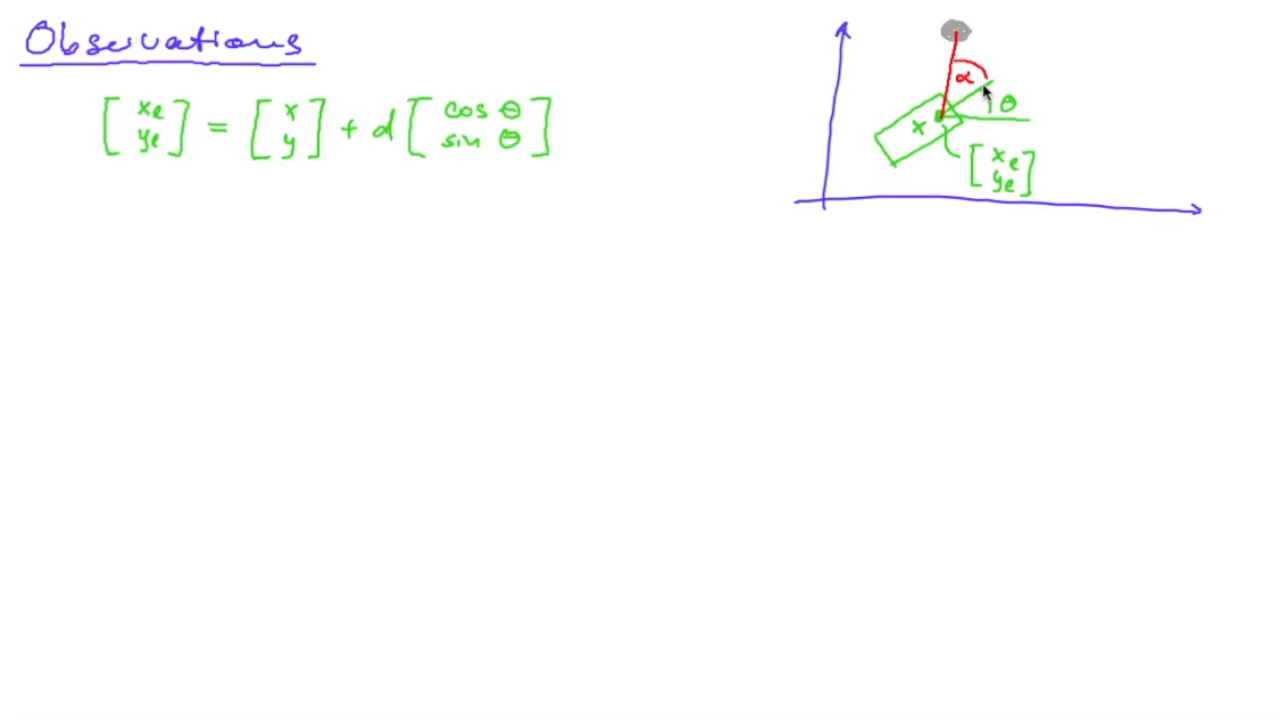 Observations
[ xe ye ] = [ x y ] + d [ cos θ sin θ ]
α
θ
x
[ xe ye ]